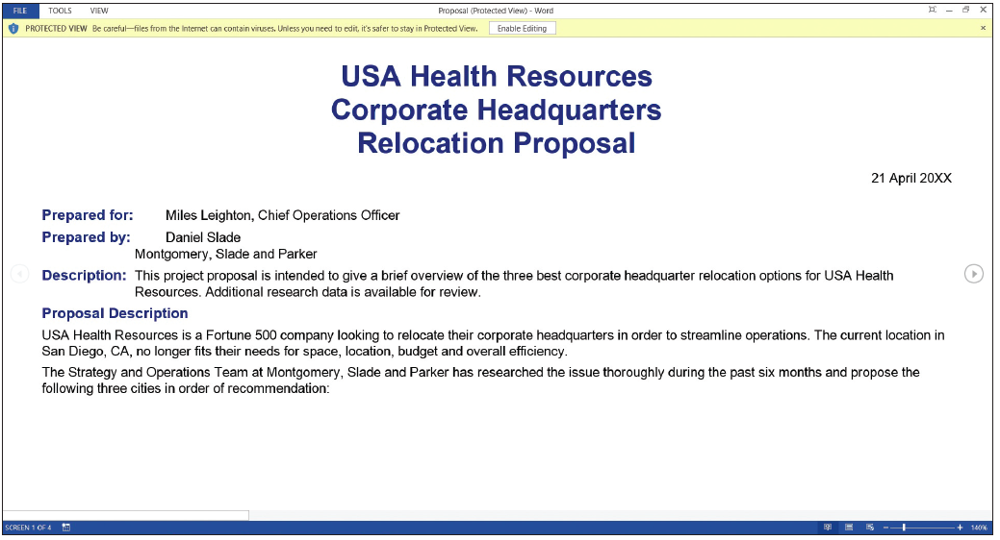 FILE TOOLS VIEW Proposal (Protected View) - Word
PROTECTED VIEW Be careful—files from the Internet can contain viruses. Unless you need to edit, it's safer to stay in Protected View. Enable Editing
USA Health Resources
Corporate Headquarters
Relocation Proposal
21 April 20XX
Prepared for: Miles Leighton, Chief Operations Officer
Prepared by: Daniel Slade
Montgomery, Slade and Parker
Description: This project proposal is intended to give a brief overview of the three best corporate headquarter relocation options for USA Health
Resources. Additional research data is available for review.
Proposal Description
USA Health Resources is a Fortune 500 company looking to relocate their corporate headquarters in order to streamline operations. The current location in
San Diego, CA, no longer fits their needs for space, location, budget and overall efficiency.
The Strategy and Operations Team at Montgomery, Slade and Parker has researched the issue thoroughly during the past six months and propose the
following three cities in order of recommendation:
SCREEN 1 OF 4 140%